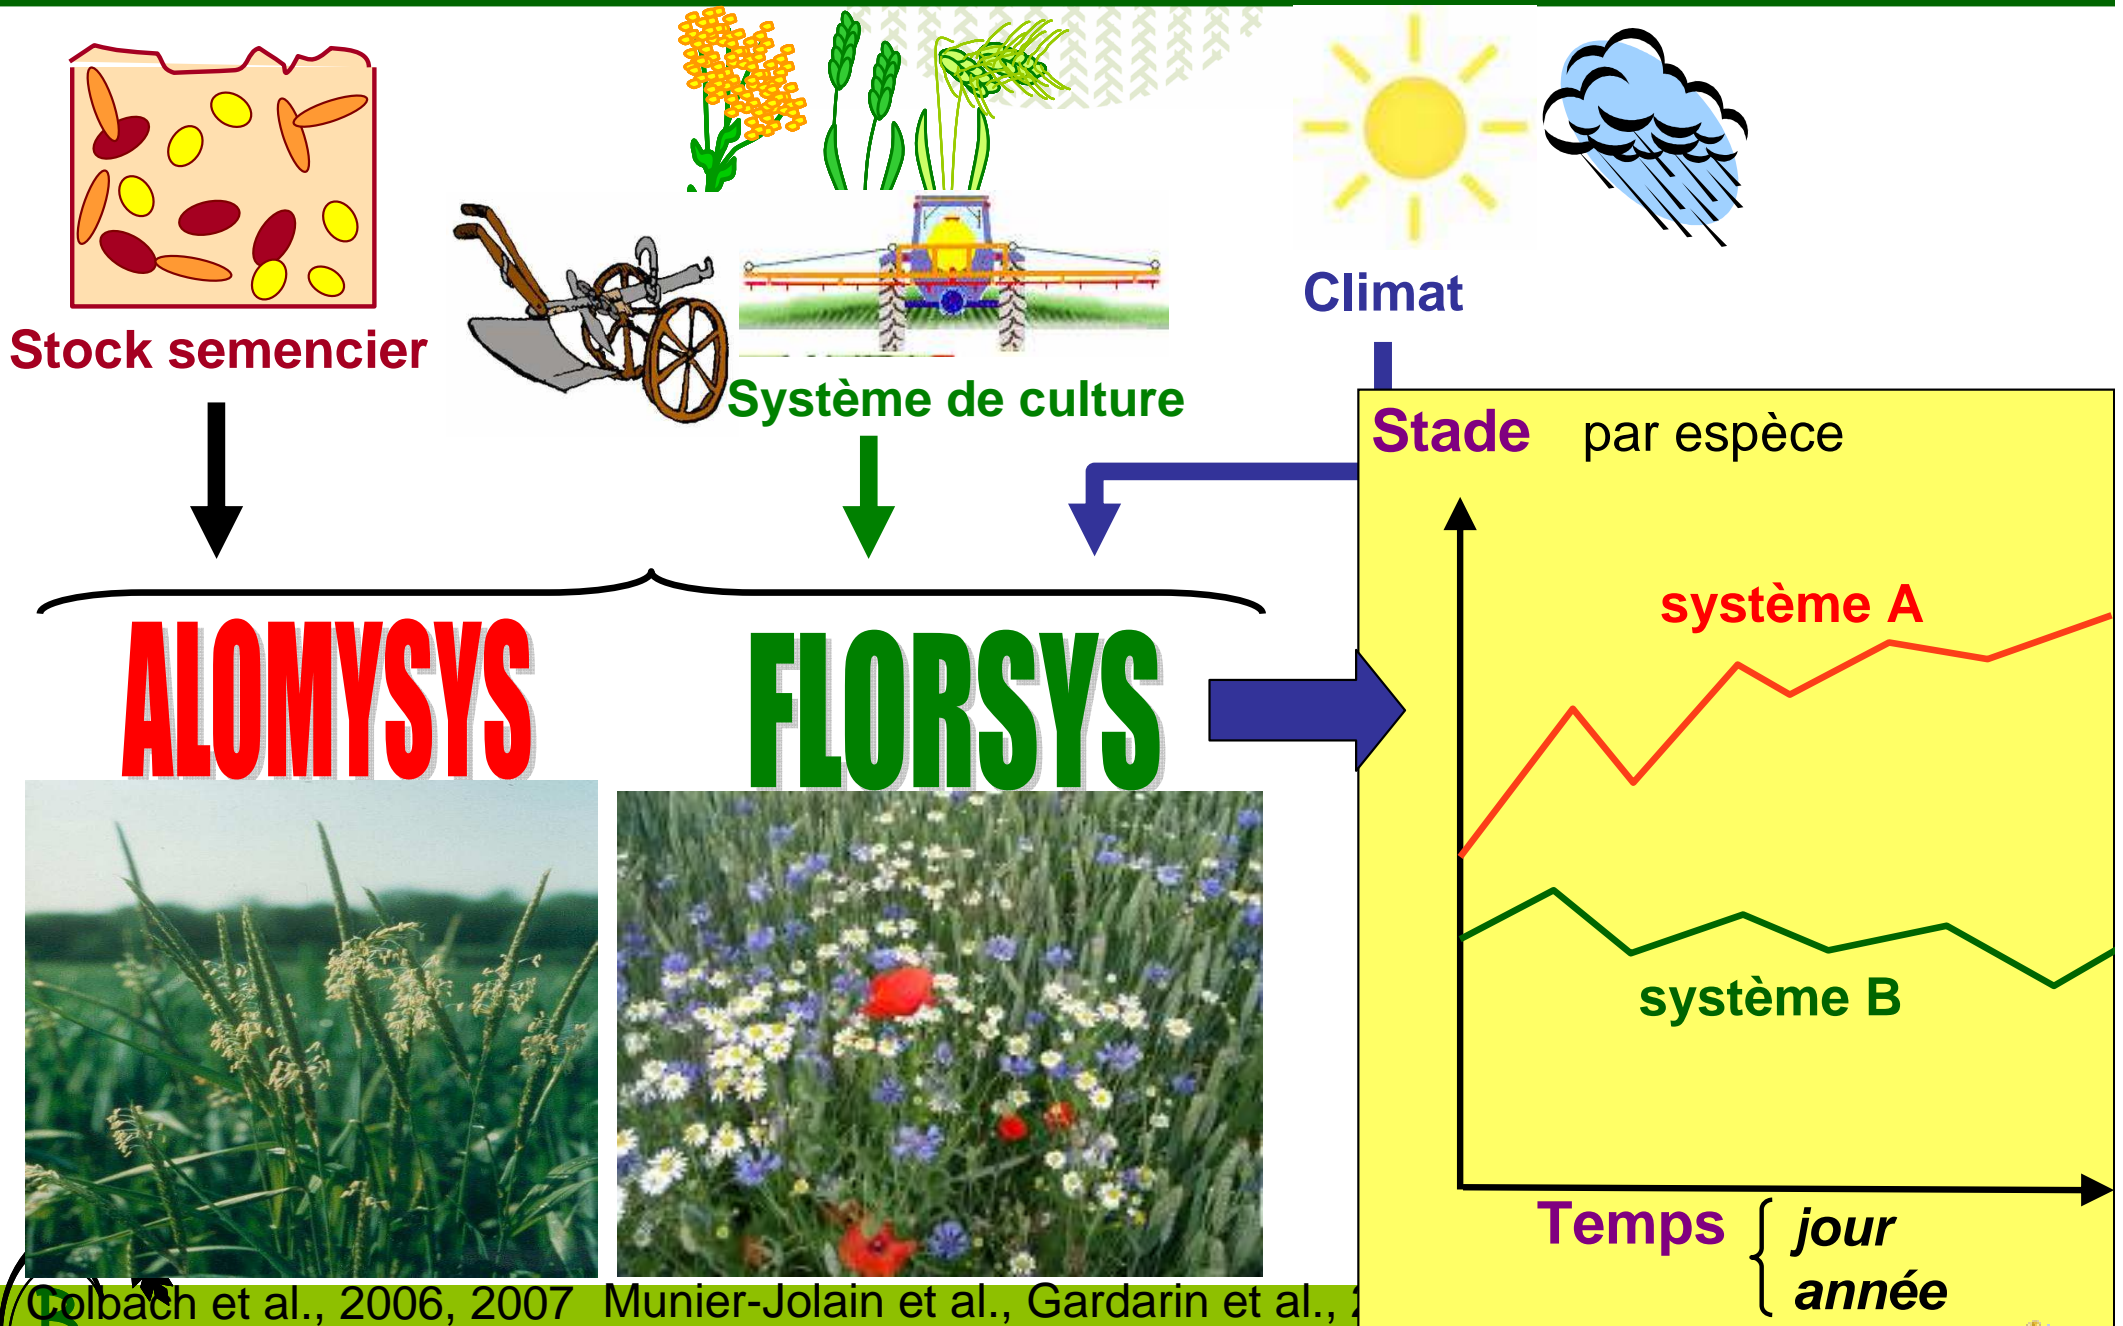 Stock semencier
Système de culture
Climat
Stade par espèce
système A
système B
Temps
jour
année
ALOMYSYS
FLORSYS
Colbach et al., 2006, 2007
Munier-Jolain et al., Gardarin et al.,